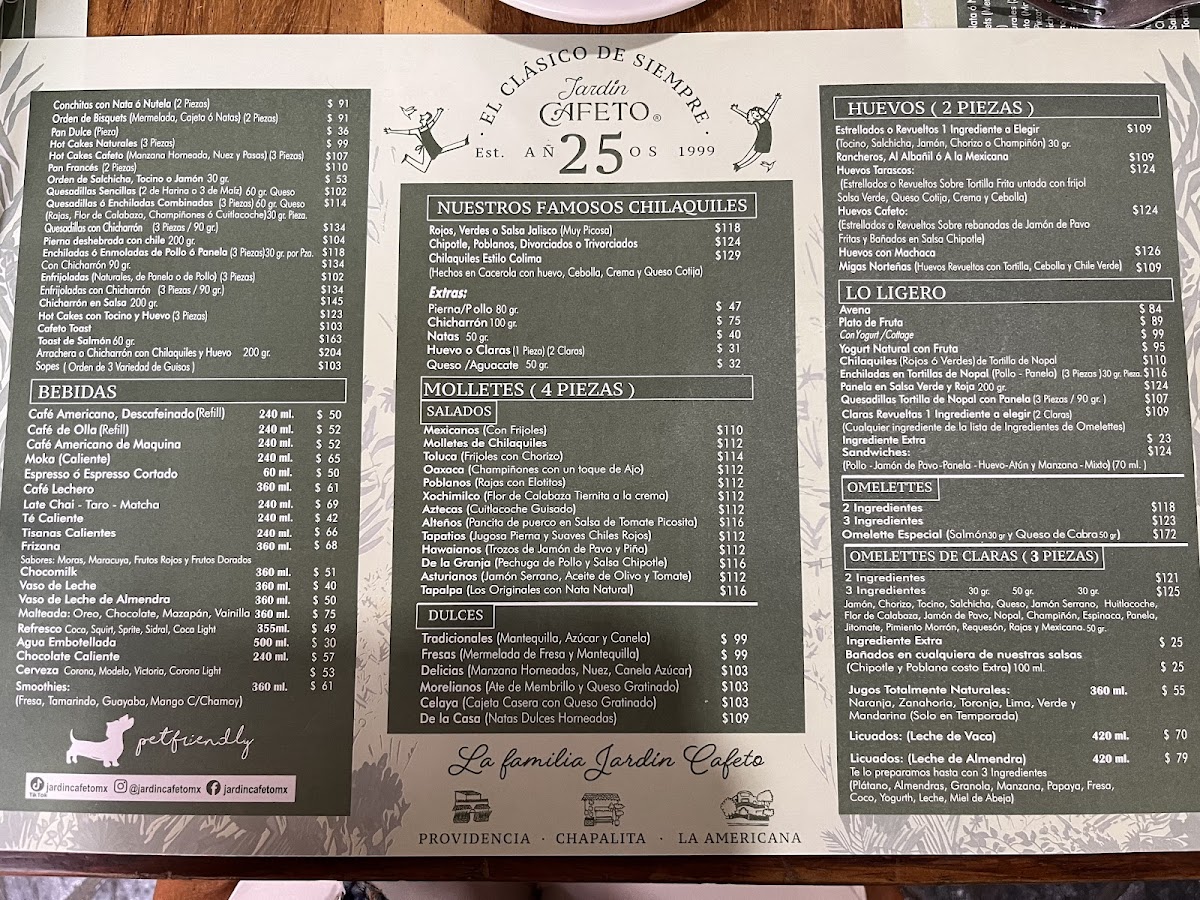 Conchitas con Nata ó Nutela (2 Piezas) $ 91
Orden de Bisquets (Mermelada, Cajeta ó Natas) (2 Piezas) $ 91
Pan Dulce (Pieza) $ 36
Hot Cakes Naturales (3 Piezas) $ 99
Hot Cakes Cafeto (Manzana Horneada, Nuez y Pasas) (3 Piezas) $107
Pan Francés (2 Piezas) $110
Orden de Salchicha, Tocino o Jamón 30 gr. $ 53
Quesadillas Sencillas (2 de Harina o 3 de Maíz) 60 gr. Queso $102
Quesadillas ó Enchiladas Combinadas (3 Piezas) 60 gr. Queso $114
(Rajas, Flor de Calabaza, Champiñones ó Cuitlacoche)30 gr. Pieza.
Quesadillas con Chicharrón (3 Piezas / 90 gr.) $134
Pierna deshebrada con chile 200 gr. $104
Enchiladas ó Enmoladas de Pollo ó Panela (3 Piezas)30 gr. por Pza. $118
Con Chicharrón 90 gr. $134
Enfrijoladas (Naturales, de Panela o de Pollo) (3 Piezas) $102
Enfrijoladas con Chicharrón (3 Piezas / 90 gr.) $134
Chicharrón en Salsa 200 gr. $145
Hot Cakes con Tocino y Huevo (3 Piezas) $123
Cafeto Toast $103
Toast de Salmón 60 gr. $163
Arrachera o Chicharrón con Chilaquiles y Huevo 200 gr. $204
Sopes ( Orden de 3 Variedad de Guisos ) $103
BEBIDAS
Café Americano, Descafeinado (Refill) 240 ml. $ 50
Café de Olla (Refill) 240 ml. $ 52
Café Americano de Maquina 240 ml. $ 52
Moka (Caliente) 240 ml. $ 65
Espresso ó Espresso Cortado 60 ml. $ 50
Café Lechero 360 ml. $ 61
Late Chai - Taro - Matcha 240 ml. $ 69
Té Caliente 240 ml. $ 42
Tisanas Calientes 240 ml. $ 66
Frizana 360 ml. $ 68
Sabores: Moras, Maracuya, Frutos Rojos y Frutos Dorados
Chocomilk 360 ml. $ 51
Vaso de Leche 360 ml. $ 40
Vaso de Leche de Almendra 360 ml. $ 50
Malteada: Oreo, Chocolate, Mazapán, Vainilla 360 ml. $ 75
Refresco Coca, Squirt, Sprite, Sidral, Coca Light 355ml. $ 49
Agua Embotellada 500 ml. $ 30
Chocolate Caliente 240 ml. $ 57
Cerveza Corona, Modelo, Victoria, Corona Light $ 53
Smoothies: 360 ml. $ 61
(Fresa, Tamarindo, Guayaba, Mango C/Chamay)
petfriendly
Tik Tok jardincafetomx @jardincafetomx jardincafetomx
· EL CLÁSICO DE SIEMPRE ·
Jardín
CAFETO®
Est. AÑ25OS 1999
NUESTROS FAMOSOS CHILAQUILES
Rojos, Verdes o Salsa Jalisco (Muy Picosa) $118
Chipotle, Poblanos, Divorciados o Trivorciados $124
Chilaquiles Estilo Colima $129
(Hechos en Cacerola con huevo, Cebolla, Crema y Queso Cotija)
Extras:
Pierna/Pollo 80 gr. $ 47
Chicharrón 100 gr. $ 75
Natas 50 gr. $ 40
Huevo o Claras (1 Pieza) (2 Claras) $ 31
Queso /Aguacate 50 gr. $ 32
MOLLETES ( 4 PIEZAS )
SALADOS
Mexicanos (Con Frijoles) $110
Molletes de Chilaquiles $112
Toluca (Frijoles con Chorizo) $114
Oaxaca (Champiñones con un toque de Ajo) $112
Poblanos (Rajas con Elotitos) $112
Xochimilco (Flor de Calabaza Tiernita a la crema) $112
Aztecas (Cuitlacoche Guisado) $112
Alteños (Pancita de puerco en Salsa de Tomate Picosita) $116
Tapatios (Jugosa Pierna y Suaves Chiles Rojos) $112
Hawaianos (Trozos de Jamón de Pavo y Piña) $112
De la Granja (Pechuga de Pollo y Salsa Chipotle) $116
Asturianos (Jamón Serrano, Aceite de Olivo y Tomate) $112
Tapalpa (Los Originales con Nata Natural) $116
DULCES
Tradicionales (Mantequilla, Azúcar y Canela) $ 99
Fresas (Mermelada de Fresa y Mantequilla) $ 99
Delicias (Manzana Horneadas, Nuez, Canela Azúcar) $103
Morelianos (Ate de Membrillo y Queso Gratinado) $103
Celaya (Cajeta Casera con Queso Gratinado) $103
De la Casa (Natas Dulces Horneadas) $109
La familia Jardín Cafeto
PROVIDENCIA · CHAPALITA · LA AMERICANA
HUEVOS ( 2 PIEZAS )
Estrellados o Revueltos 1 Ingrediente a Elegir $109
(Tocino, Salchicha, Jamón, Chorizo o Champiñón) 30 gr.
Rancheros, Al Albañil ó A la Mexicana $109
Huevos Tarascos: $124
(Estrellados o Revueltos Sobre Tortilla Frita untada con frijol
Salsa Verde, Queso Cotija, Crema y Cebolla)
Huevos Cafeto: $124
(Estrellados o Revueltos Sobre rebanadas de Jamón de Pavo
Fritas y Bañados en Salsa Chipotle)
Huevos con Machaca $126
Migas Norteñas (Huevos Revueltos con Tortilla, Cebolla y Chile Verde) $109
LO LIGERO
Avena $ 84
Plato de Fruta $ 89
Con Yogurt /Cottage $ 99
Yogurt Natural con Fruta $ 95
Chilaquiles (Rojos ó Verdes) de Tortilla de Nopal $110
Enchiladas en Tortillas de Nopal (Pollo - Panela) (3 Piezas )30 gr. Pieza. $116
Panela en Salsa Verde y Roja 200 gr. $124
Quesadillas Tortilla de Nopal con Panela (3 Piezas / 90 gr. ) $107
Claras Revueltas 1 Ingrediente a elegir (2 Claras) $109
(Cualquier ingrediente de la lista de Ingredientes de Omelettes)
Ingrediente Extra $ 23
Sandwiches: $124
(Pollo - Jamón de Pavo - Panela - Huevo - Atún y Manzana - Mixto) (70 ml. )
OMELETTES
2 Ingredientes $118
3 Ingredientes $123
Omelette Especial (Salmón 30 gr y Queso de Cabra 50 gr) $172
OMELETTES DE CLARAS ( 3 PIEZAS)
2 Ingredientes $121
3 Ingredientes 30 gr. 50 gr. 30 gr. $125
Jamón, Chorizo, Tocino, Salchicha, Queso, Jamón Serrano, Huitlacoche,
Flor de Calabaza, Jamón de Pavo, Nopal, Champiñón, Espinaca, Panela,
Jitomate, Pimiento Morrón, Requesón, Rajas y Mexicana. 50 gr.
Ingrediente Extra $ 25
Bañados en cualquiera de nuestras salsas
(Chipotle y Poblana costo Extra) 100 ml. $ 25
Jugos Totalmente Naturales: 360 ml. $ 55
Naranja, Zanahoria, Toronja, Lima, Verde y
Mandarina (Solo en Temporada)
Licuados: (Leche de Vaca) 420 ml. $ 70
Licuados: (Leche de Almendra) 420 ml. $ 79
Te lo preparamos hasta con 3 Ingredientes
(Plátano, Almendras, Granola, Manzana, Papaya, Fresa,
Coco, Yogurth, Leche, Miel de Abeja)